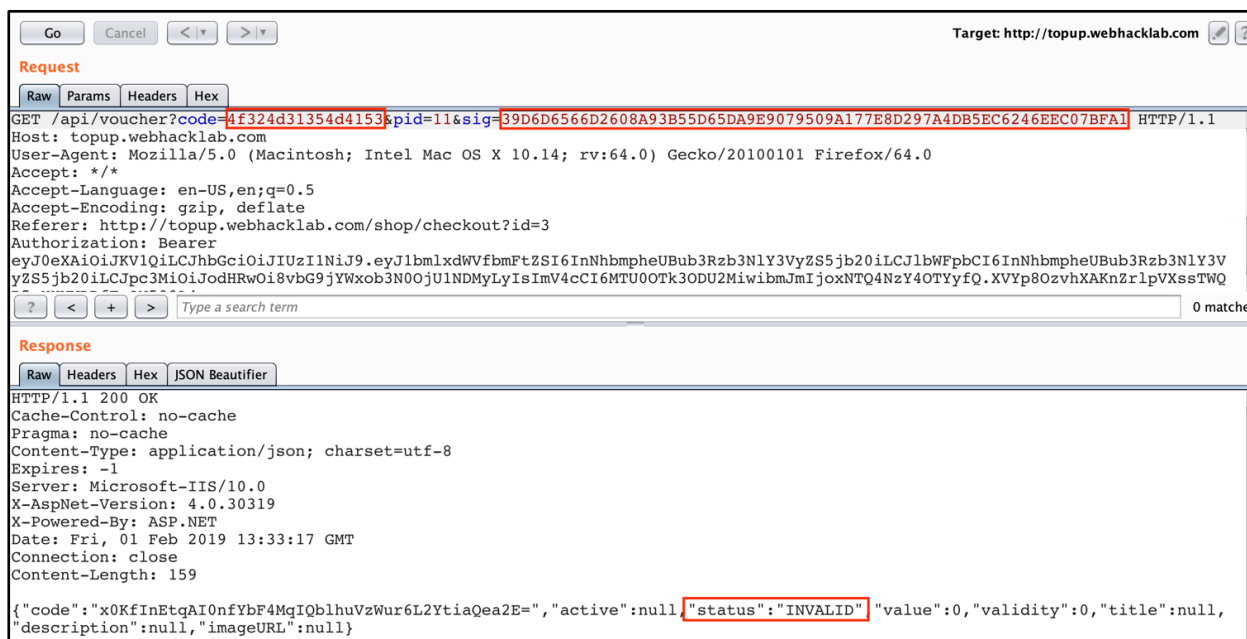 Go Cancel < > Target: http://topup.webhacklab.com
Request
Raw Params Headers Hex
GET /api/voucher?code=4f324d31354d4153&pid=11&sig=39D6D6566D2608A93B55D65DA9E9079509A177E8D297A4DB5EC6246EEC07BFA1 HTTP/1.1
Host: topup.webhacklab.com
User-Agent: Mozilla/5.0 (Macintosh; Intel Mac OS X 10.14; rv:64.0) Gecko/20100101 Firefox/64.0
Accept: */*
Accept-Language: en-US,en;q=0.5
Accept-Encoding: gzip, deflate
Referer: http://topup.webhacklab.com/shop/checkout?id=3
Authorization: Bearer
eyJ0eXAiOiJKV1QiLCJhbGciOiJIUzI1NiJ9.eyJ1bmlxdWVfbmFtZSI6InNhbmpheUBub3Rzb3NlY3VyZS5jb20iLCJlbWFpbCI6InNhbmpheUBub3Rzb3NlY3V
yZS5jb20iLCJpc3MiOiJodHRwOi8vbG9jYWxob3N0OjU1NDMyLyIsImV4cCI6MTU0OTk3ODU2MiwibmJmIjoxNTQ4NzY4OTYyfQ.XVYp8OzvhXAKnZrlpVXssTWQ
? < + > Type a search term 0 matche
Response
Raw Headers Hex JSON Beautifier
HTTP/1.1 200 OK
Cache-Control: no-cache
Pragma: no-cache
Content-Type: application/json; charset=utf-8
Expires: -1
Server: Microsoft-IIS/10.0
X-AspNet-Version: 4.0.30319
X-Powered-By: ASP.NET
Date: Fri, 01 Feb 2019 13:33:17 GMT
Connection: close
Content-Length: 159
{"code":"x0KfInEtqAI0nfYbF4MqIQblhuVzWur6L2YtiaQea2E=","active":null,"status":"INVALID","value":0,"validity":0,"title":null,
"description":null,"imageURL":null}